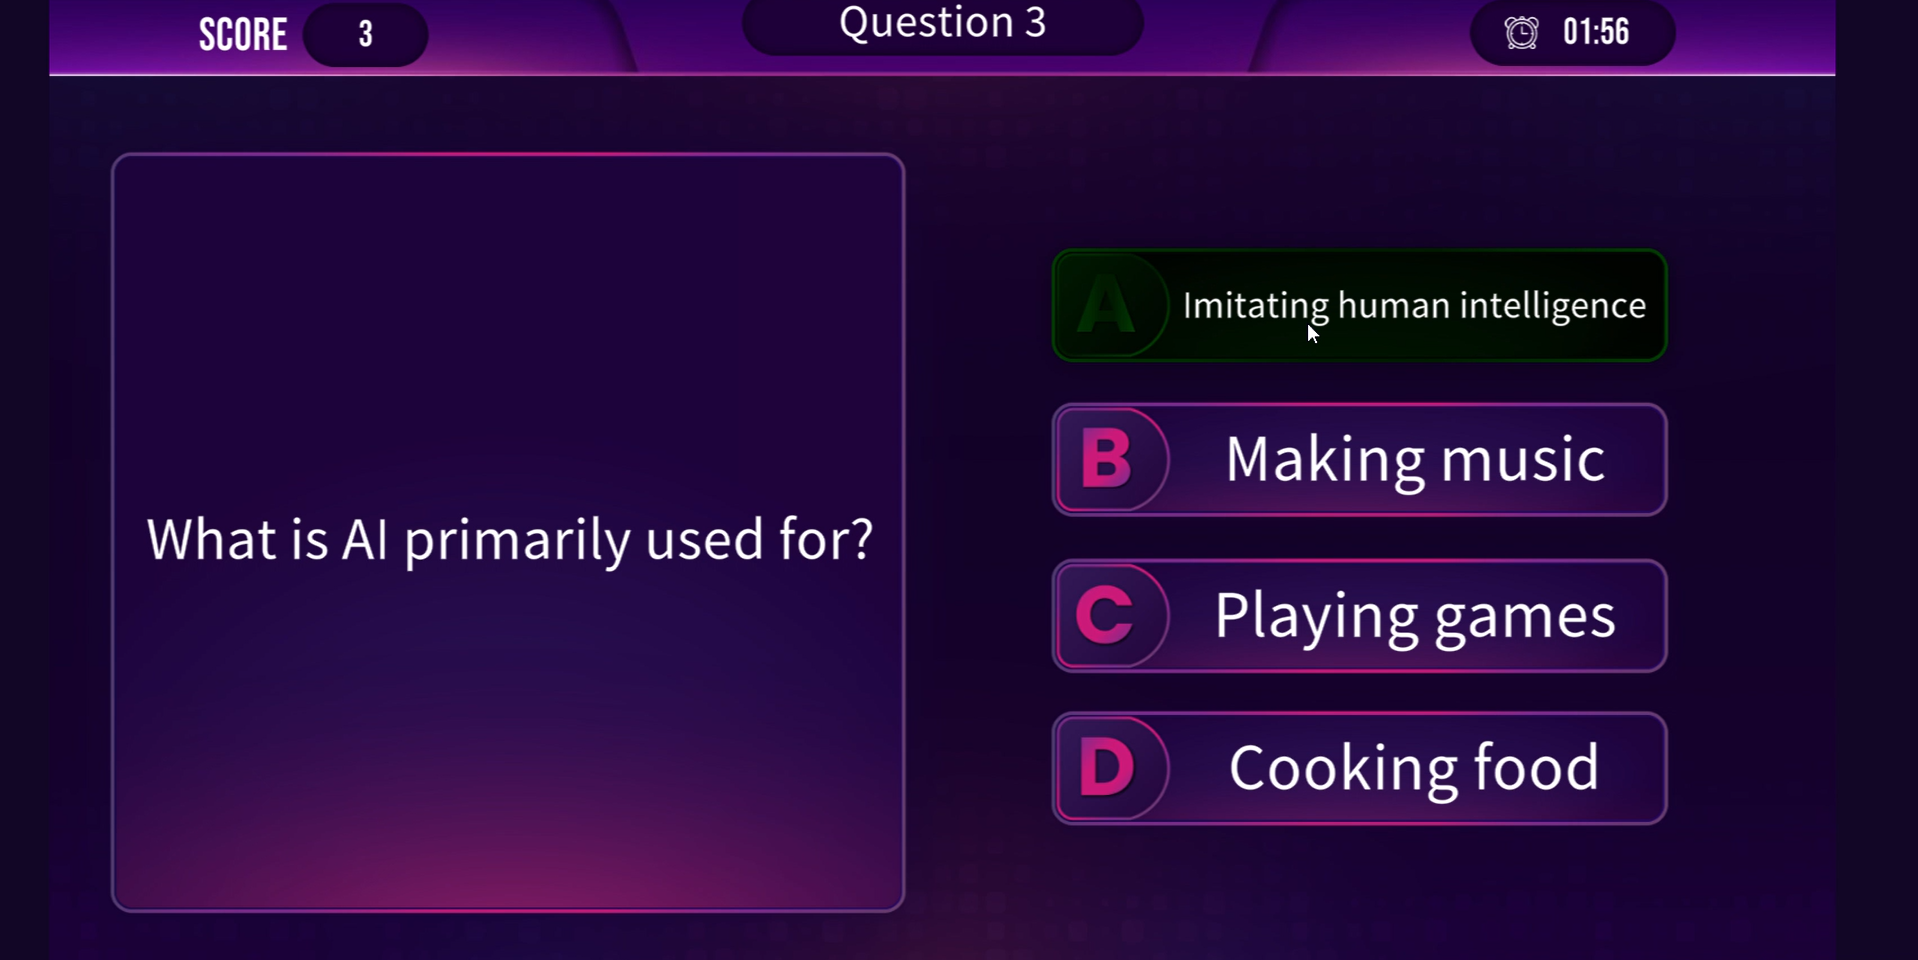 SCORE 3
Question 3
01:56
What is AI primarily used for?
A Imitating human intelligence
B Making music
C Playing games
D Cooking food